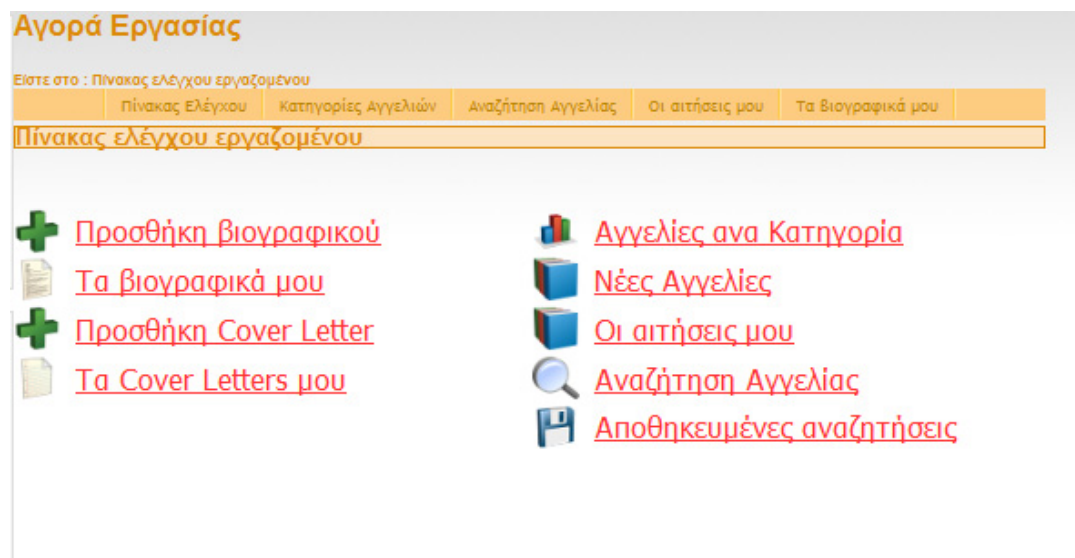 Αγορά Εργασίας
Είστε στο : Πίνακας ελέγχου εργαζομένου
Πίνακας Ελέγχου Κατηγορίες Αγγελιών Αναζήτηση Αγγελίας Οι αιτήσεις μου Τα Βιογραφικά μου
Πίνακας ελέγχου εργαζομένου
Προσθήκη βιογραφικού
Τα βιογραφικά μου
Προσθήκη Cover Letter
Τα Cover Letters μου
Αγγελίες ανα Κατηγορία
Νέες Αγγελίες
Οι αιτήσεις μου
Αναζήτηση Αγγελίας
Αποθηκευμένες αναζητήσεις